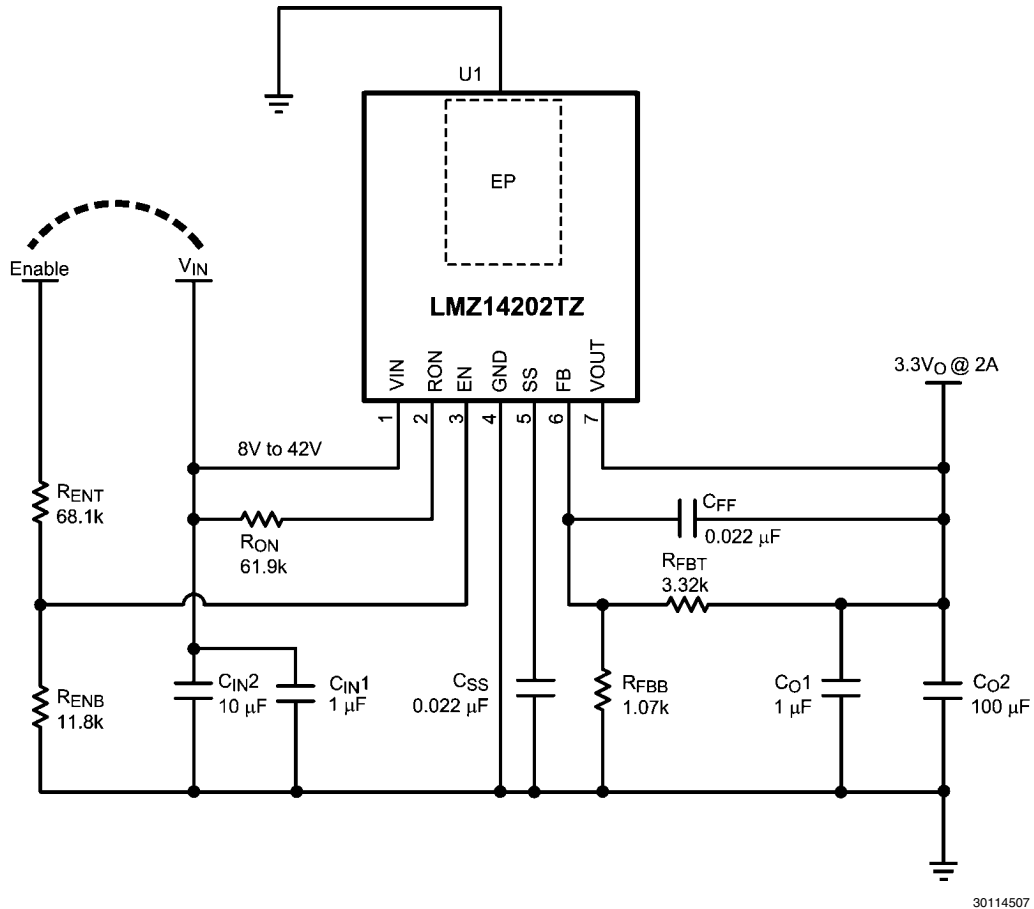 U1
EP
Enable
VIN
LMZ14202TZ
VIN
RON
EN
GND
SS
FB
VOUT
1
2
3
4
5
6
7
3.3VO @ 2A
8V to 42V
RENT
68.1k
RON
61.9k
CFF
0.022 µF
RFBT
3.32k
RENB
11.8k
CIN2
10 µF
CIN1
1 µF
CSS
0.022 µF
RFBB
1.07k
CO1
1 µF
CO2
100 µF
30114507